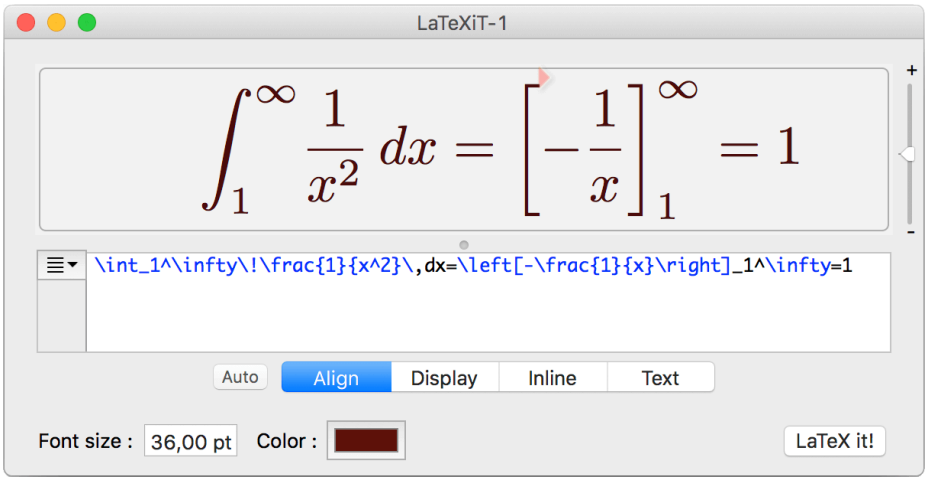 LaTeXiT-1
∫₁^∞ 1/x² dx = [−1/x]₁^∞ = 1
+
-
\int_1^\infty\!\frac{1}{x^2}\,dx=\left[-\frac{1}{x}\right]_1^\infty=1
Auto Align Display Inline Text
Font size : 36,00 pt Color : LaTeX it!